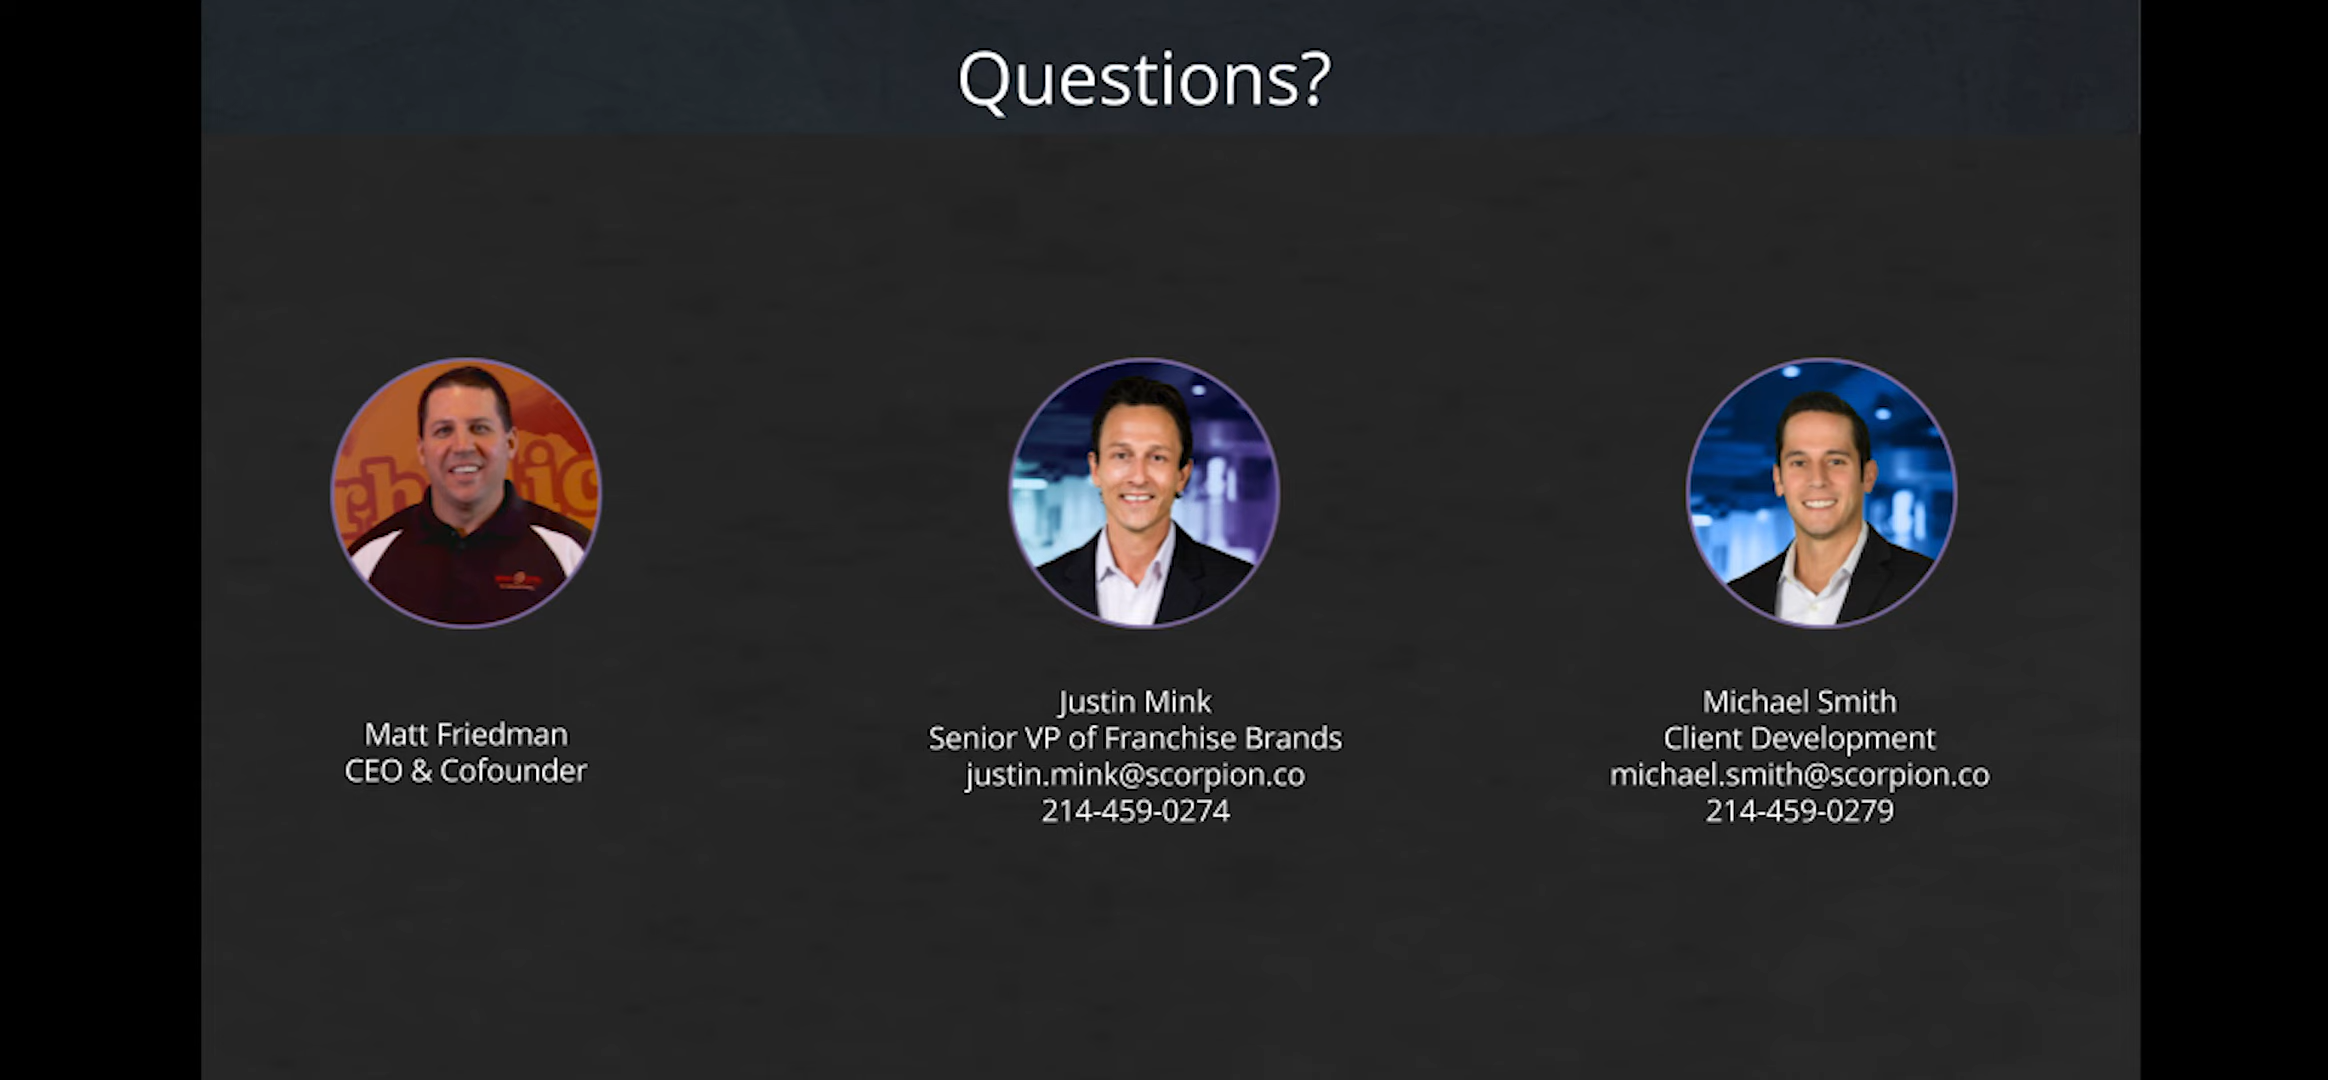 Questions?
Matt Friedman
CEO & Cofounder
Justin Mink
Senior VP of Franchise Brands
justin.mink@scorpion.co
214-459-0274
Michael Smith
Client Development
michael.smith@scorpion.co
214-459-0279